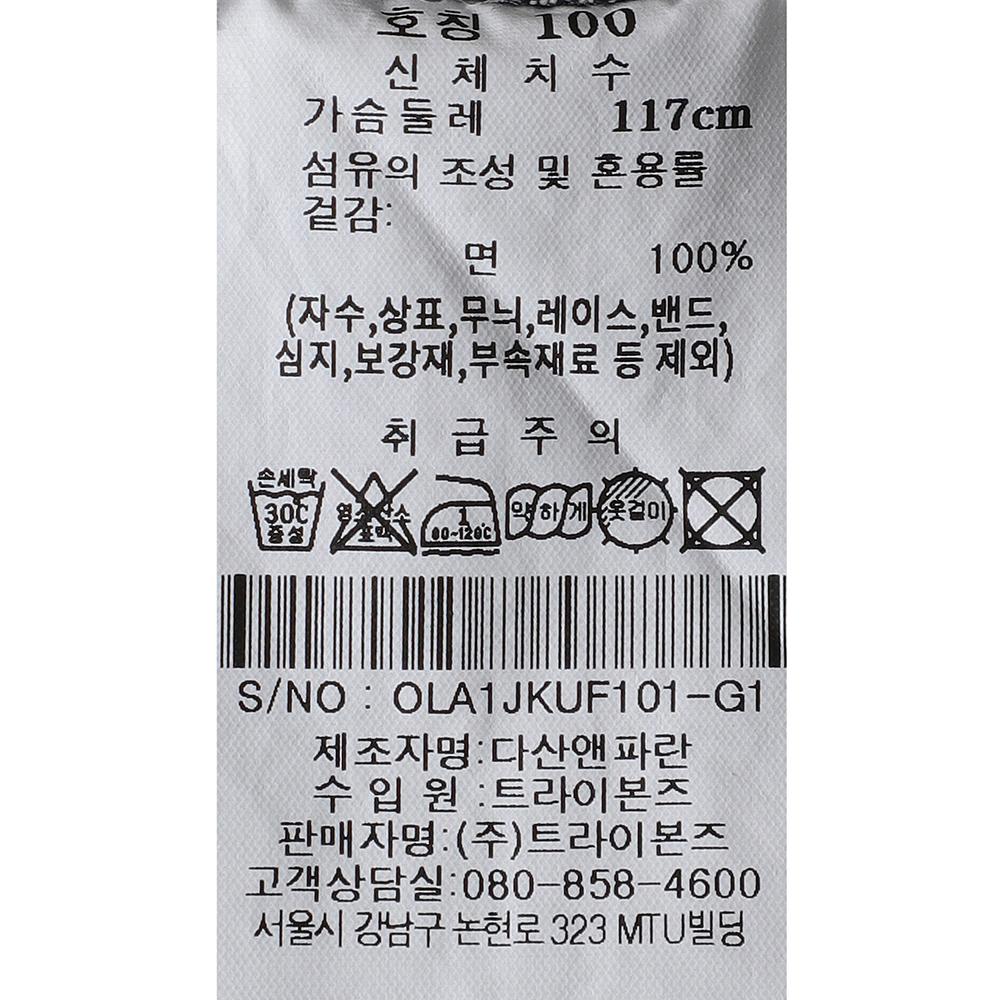 호칭 100
신 체 치 수
가슴둘레 117cm
섬유의 조성 및 혼용률
겉감:
면 100%
(자수,상표,무늬,레이스,밴드,
심지,보강재,부속재료 등 제외)
취 급 주 의
손세탁
30℃
중성
염소산소
표백
1
80~120℃
약하게
옷걸이
S/NO : OLA1JKUF101-G1
제조자명:다산앤파란
수 입 원 :트라이본즈
판매자명:(주)트라이본즈
고객상담실:080-858-4600
서울시 강남구 논현로 323 MTU빌딩